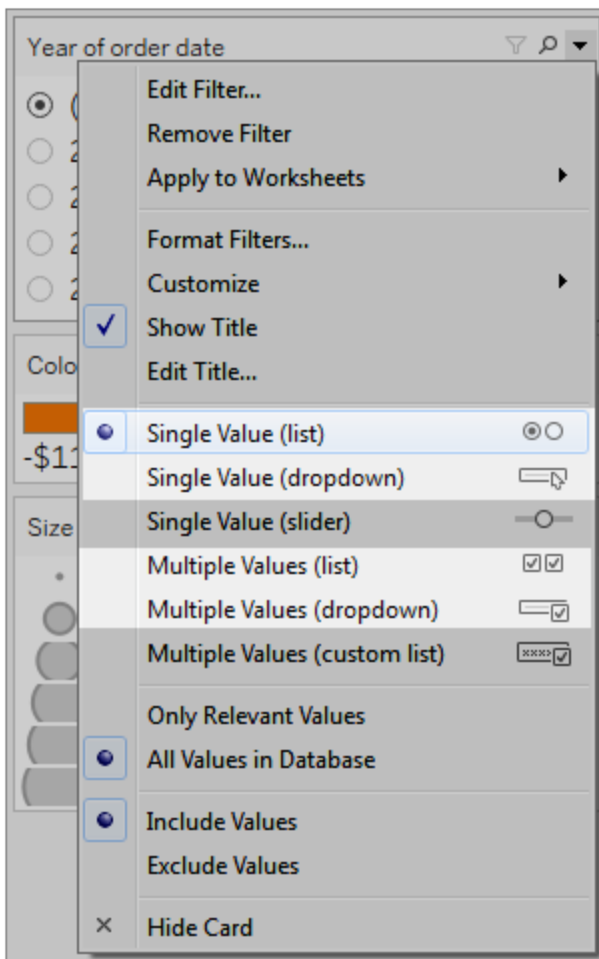 Year of order date
Edit Filter...
Remove Filter
Apply to Worksheets
Format Filters...
Customize
Show Title
Edit Title...
Colo
Single Value (list)
-$11
Single Value (dropdown)
Size
Single Value (slider)
Multiple Values (list)
Multiple Values (dropdown)
Multiple Values (custom list)
Only Relevant Values
All Values in Database
Include Values
Exclude Values
Hide Card